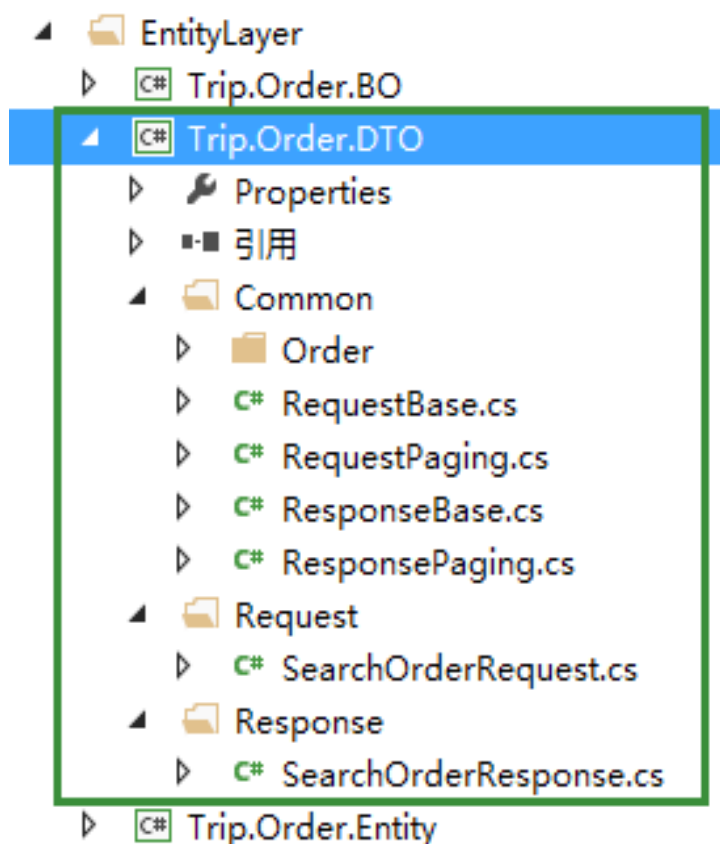 EntityLayer
C# Trip.Order.BO
C# Trip.Order.DTO
Properties
引用
Common
Order
C# RequestBase.cs
C# RequestPaging.cs
C# ResponseBase.cs
C# ResponsePaging.cs
Request
C# SearchOrderRequest.cs
Response
C# SearchOrderResponse.cs
C# Trip.Order.Entity